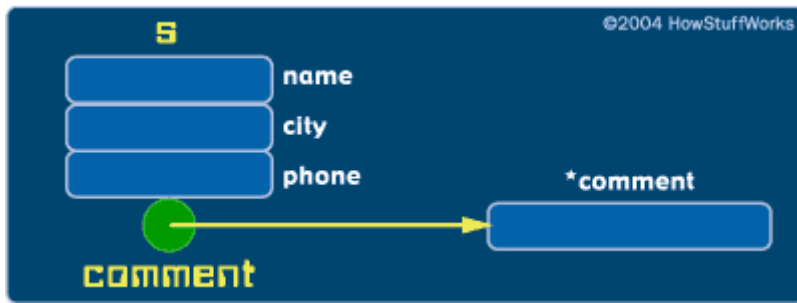 ©2004 HowStuffWorks
s
name
city
phone
*comment
comment